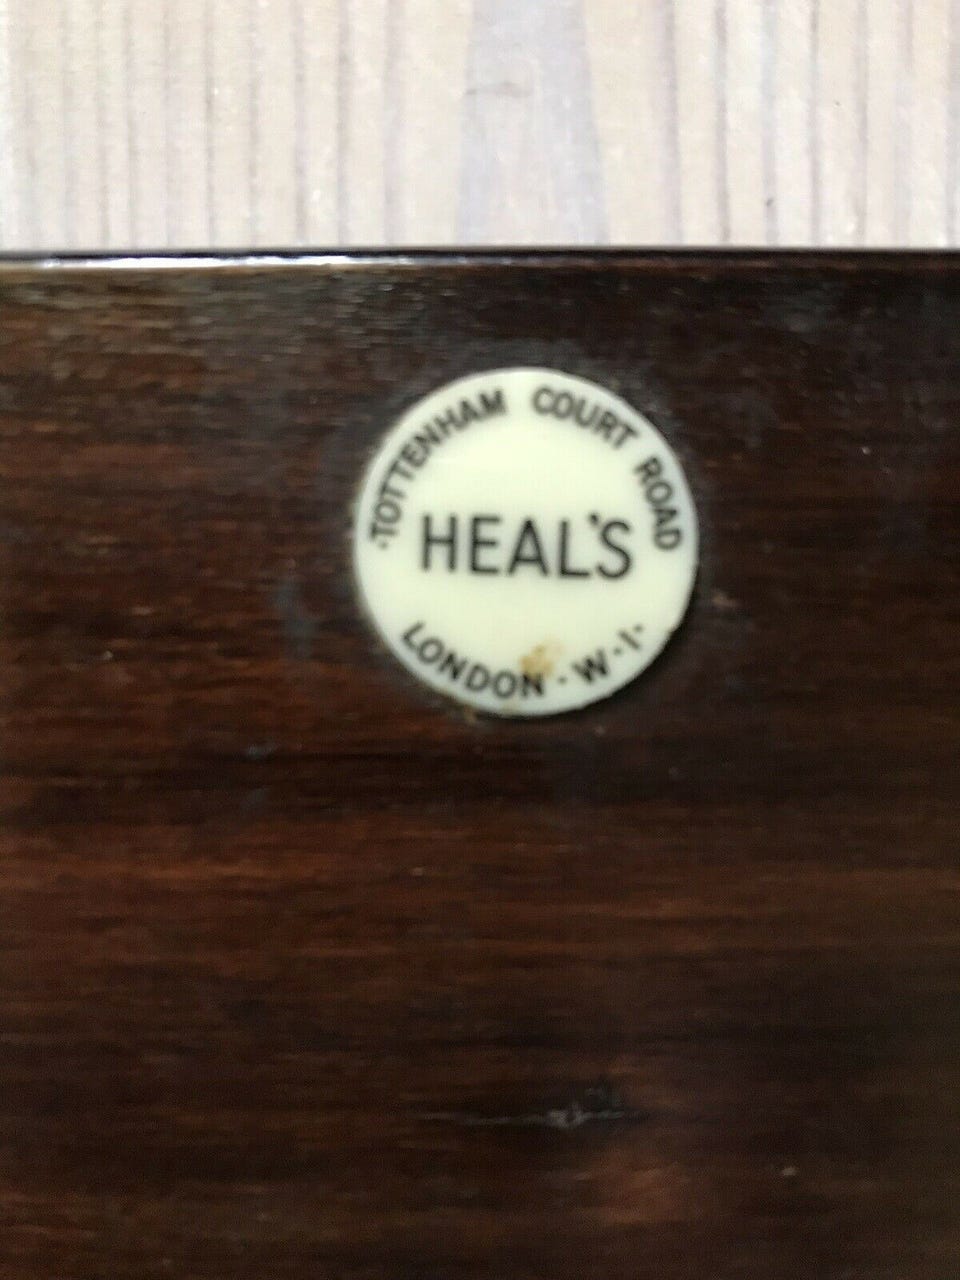 ·TOTTENHAM COURT ROAD
HEAL'S
LONDON · W · 1·